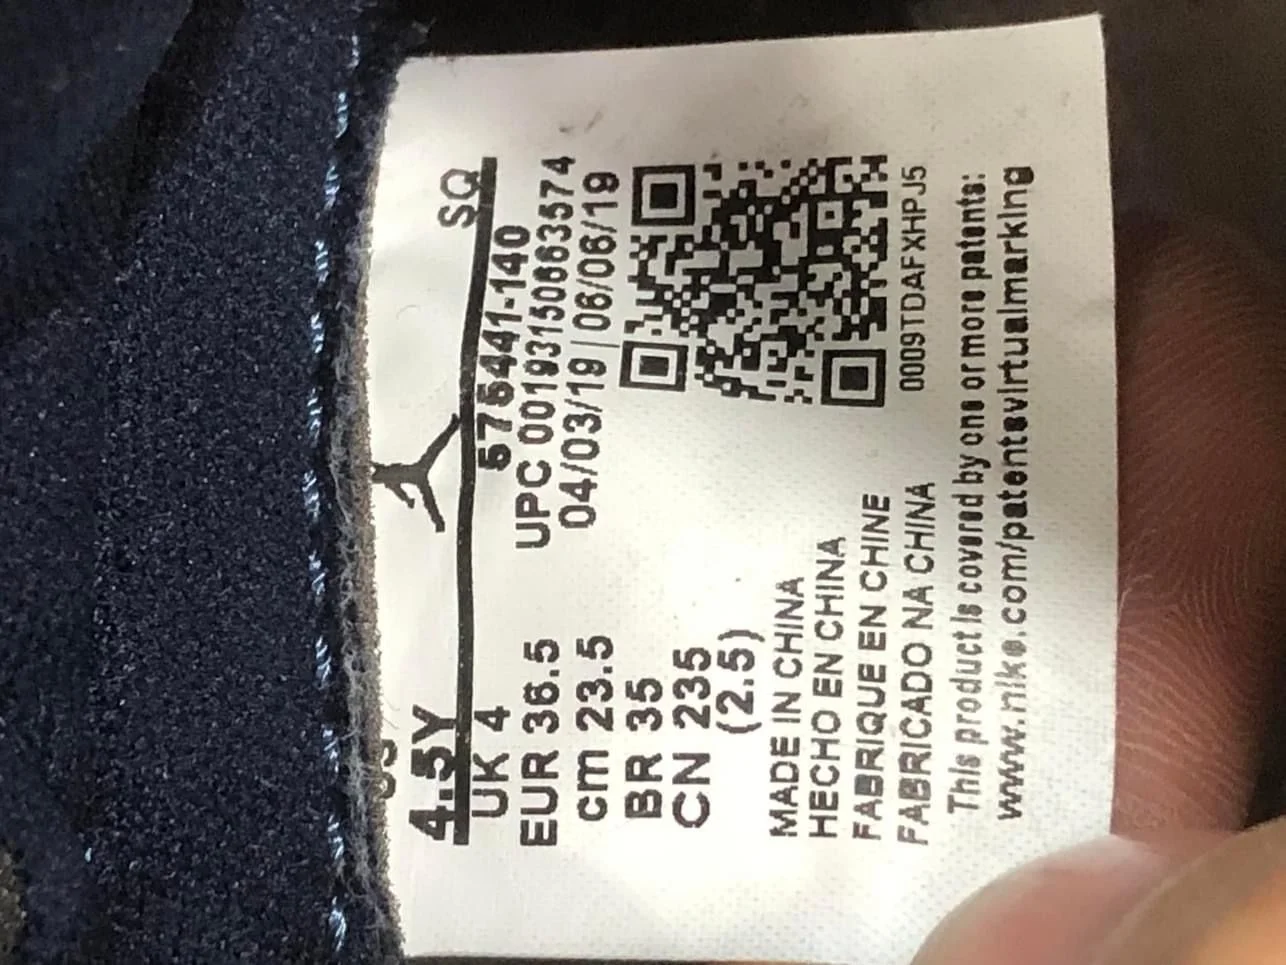 US
4.5Y
SQ
UK 4
EUR 36.5
cm 23.5
BR 35
CN 235
(2.5)
575441-140
UPC 00193150663574
04/03/19 | 06/06/19
0009TDAFXHPJ5
MADE IN CHINA
HECHO EN CHINA
FABRIQUE EN CHINE
FABRICADO NA CHINA
This product is covered by one or more patents:
www.nike.com/patentsvirtualmarking